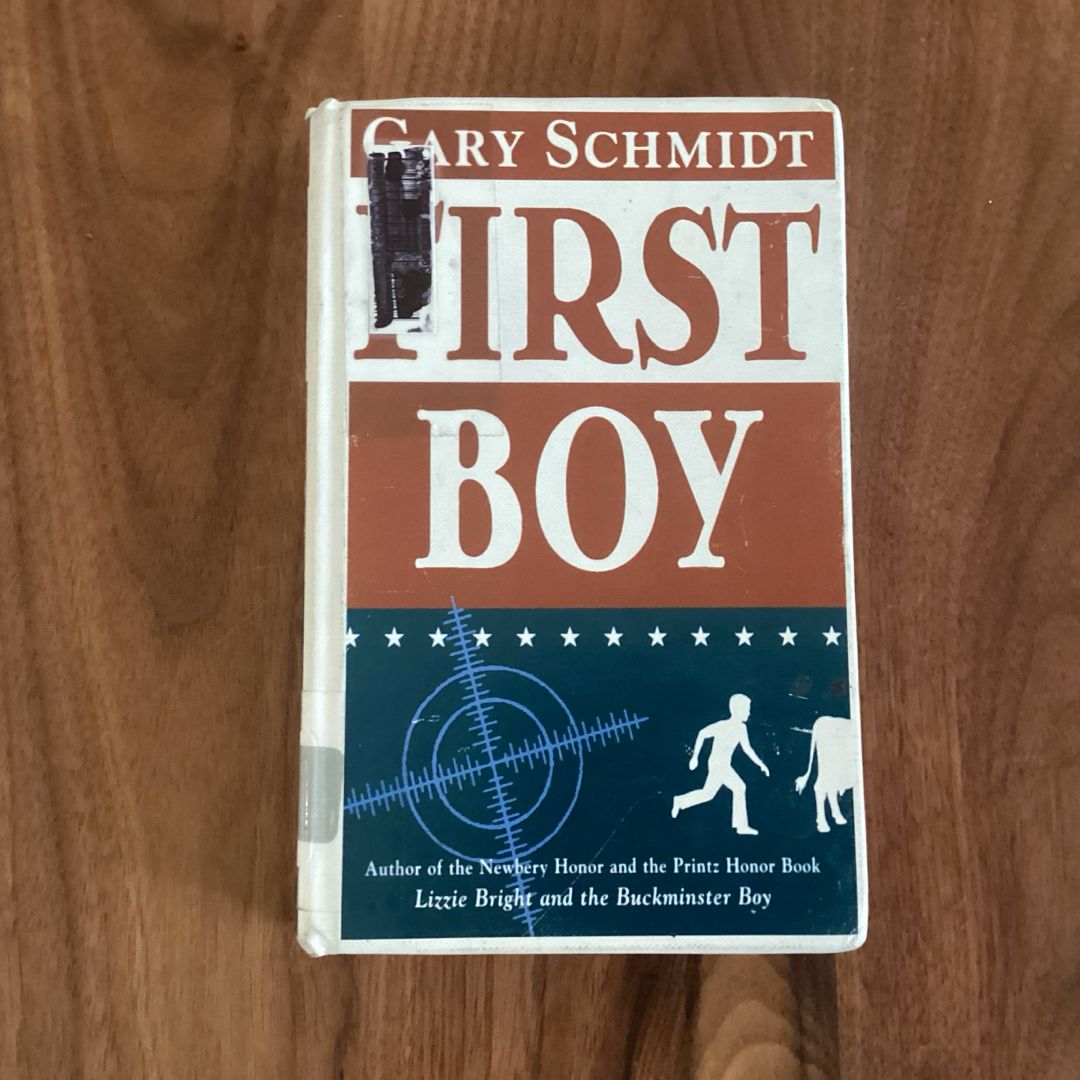 GARY SCHMIDT
FIRST
BOY
Author of the Newbery Honor and the Printz Honor Book
Lizzie Bright and the Buckminster Boy